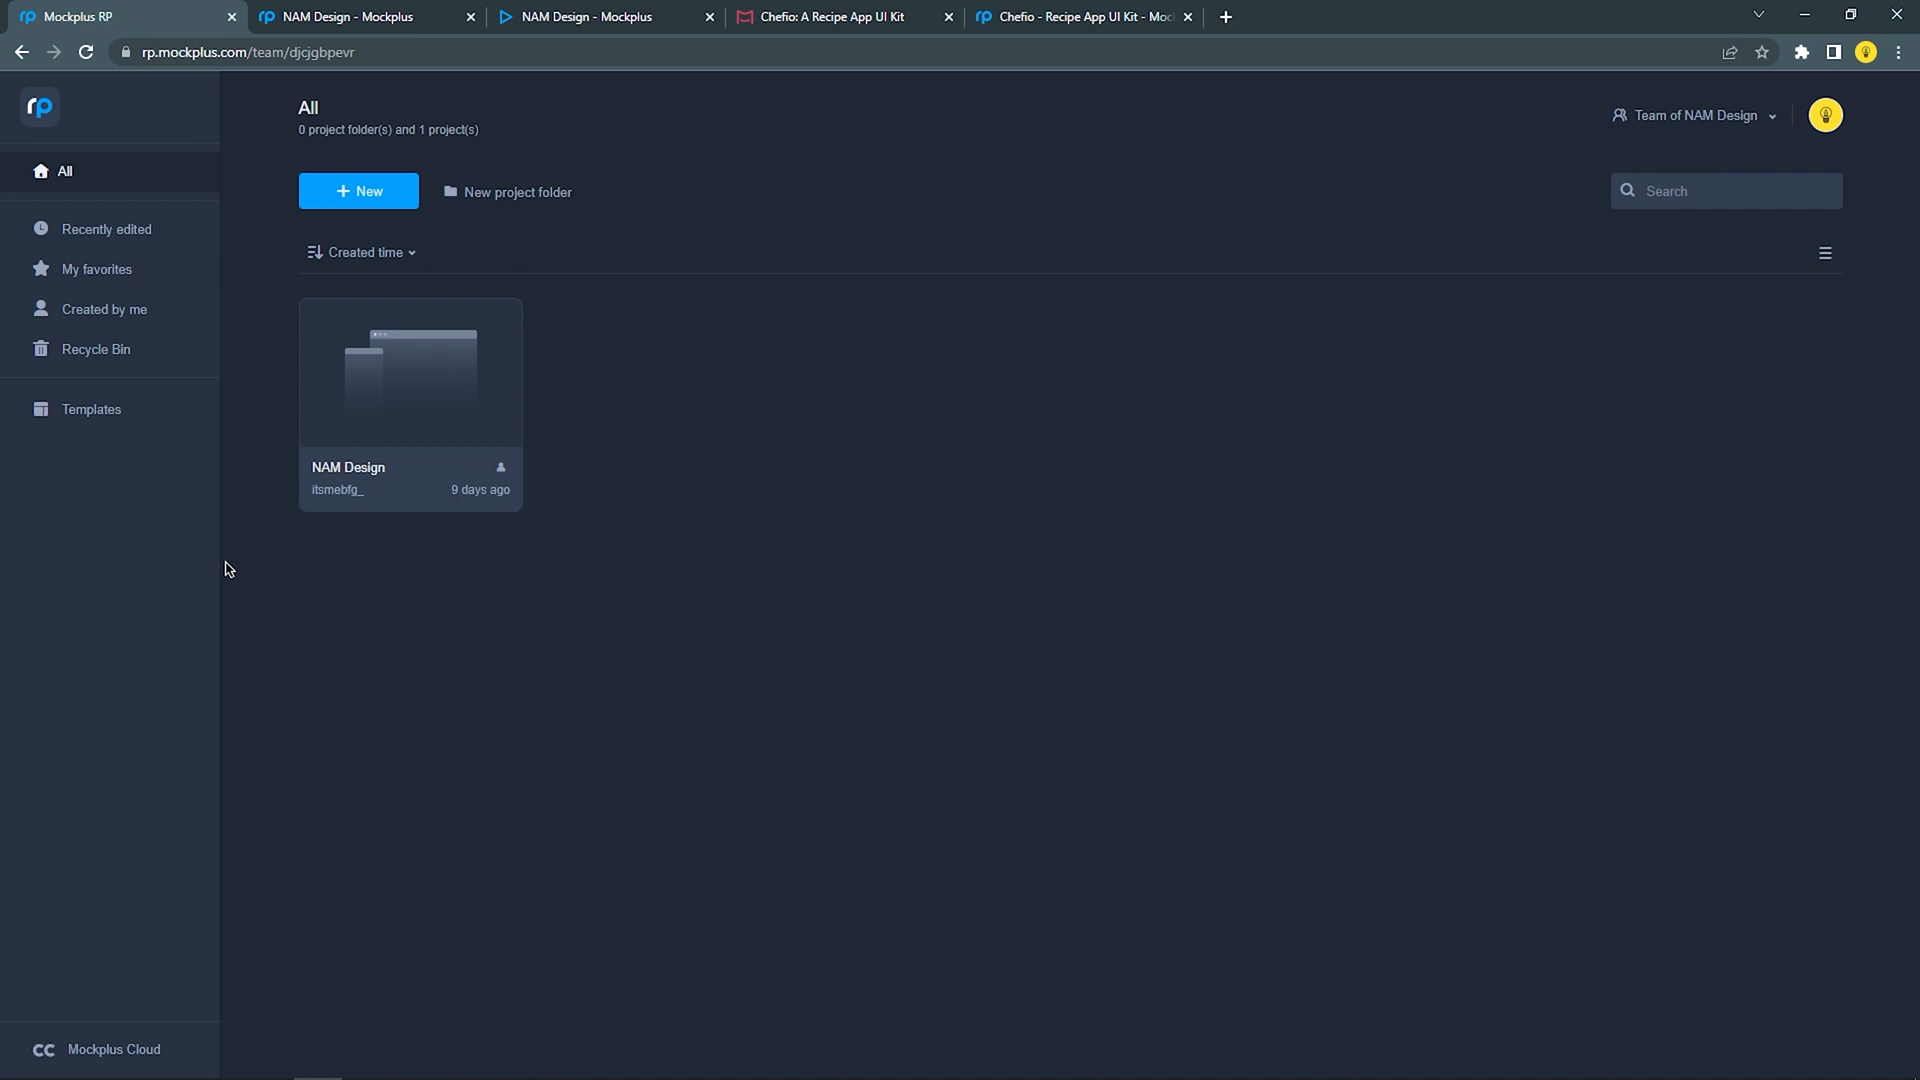 Mockplus RP
NAM Design - Mockplus
NAM Design - Mockplus
Chefio: A Recipe App UI Kit
Chefio - Recipe App UI Kit - Moc
rp.mockplus.com/team/djcjgbpevr
rp
All
Recently edited
My favorites
Created by me
Recycle Bin
Templates
Mockplus Cloud
All
0 project folder(s) and 1 project(s)
Team of NAM Design
+ New
New project folder
Search
Created time
NAM Design
itsmebfg_ 9 days ago